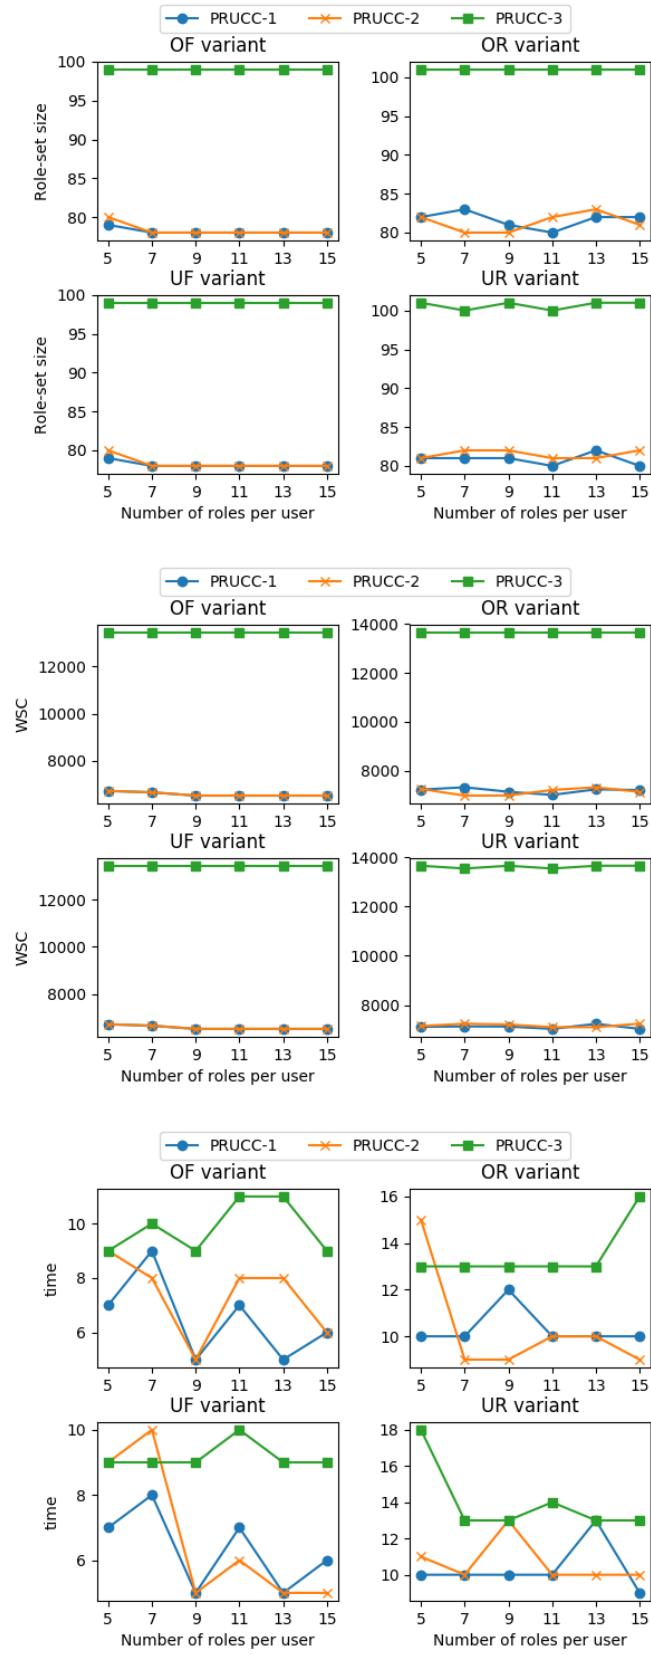 PRUCC-1 PRUCC-2 PRUCC-3
OF variant OR variant
100
95
90
85
80
Role-set size
5 7 9 11 13 15
100
95
90
85
80
5 7 9 11 13 15
UF variant UR variant
100
95
90
85
80
Role-set size
5 7 9 11 13 15
Number of roles per user
100
95
90
85
80
5 7 9 11 13 15
Number of roles per user
PRUCC-1 PRUCC-2 PRUCC-3
OF variant OR variant
12000
10000
8000
WSC
5 7 9 11 13 15
14000
12000
10000
8000
5 7 9 11 13 15
UF variant UR variant
12000
10000
8000
WSC
5 7 9 11 13 15
Number of roles per user
14000
12000
10000
8000
5 7 9 11 13 15
Number of roles per user
PRUCC-1 PRUCC-2 PRUCC-3
OF variant OR variant
10
8
6
time
5 7 9 11 13 15
16
14
12
10
5 7 9 11 13 15
UF variant UR variant
10
8
6
time
5 7 9 11 13 15
Number of roles per user
18
16
14
12
10
5 7 9 11 13 15
Number of roles per user